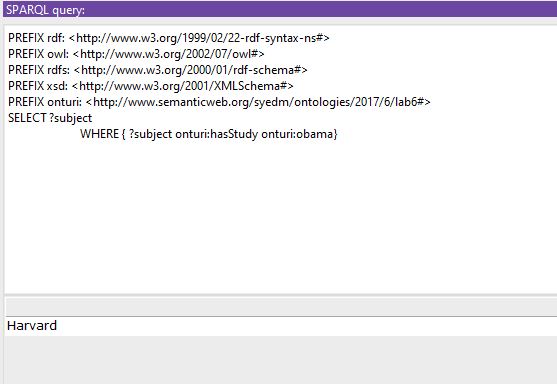 SPARQL query:
PREFIX rdf: <http://www.w3.org/1999/02/22-rdf-syntax-ns#>
PREFIX owl: <http://www.w3.org/2002/07/owl#>
PREFIX rdfs: <http://www.w3.org/2000/01/rdf-schema#>
PREFIX xsd: <http://www.w3.org/2001/XMLSchema#>
PREFIX onturi: <http://www.semanticweb.org/syedm/ontologies/2017/6/lab6#>
SELECT ?subject
WHERE { ?subject onturi:hasStudy onturi:obama}
Harvard